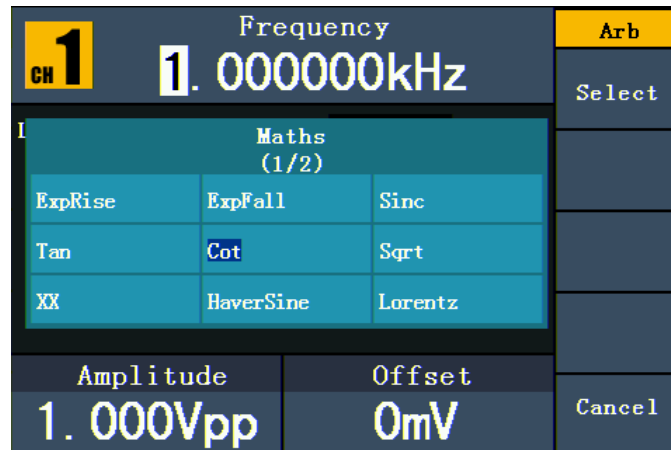 CH 1
Frequency
1.000000kHz
Arb
Select
Maths
(1/2)
ExpRise ExpFall Sinc
Tan Cot Sqrt
XX HaverSine Lorentz
Amplitude
1.000Vpp
Offset
0mV
Cancel